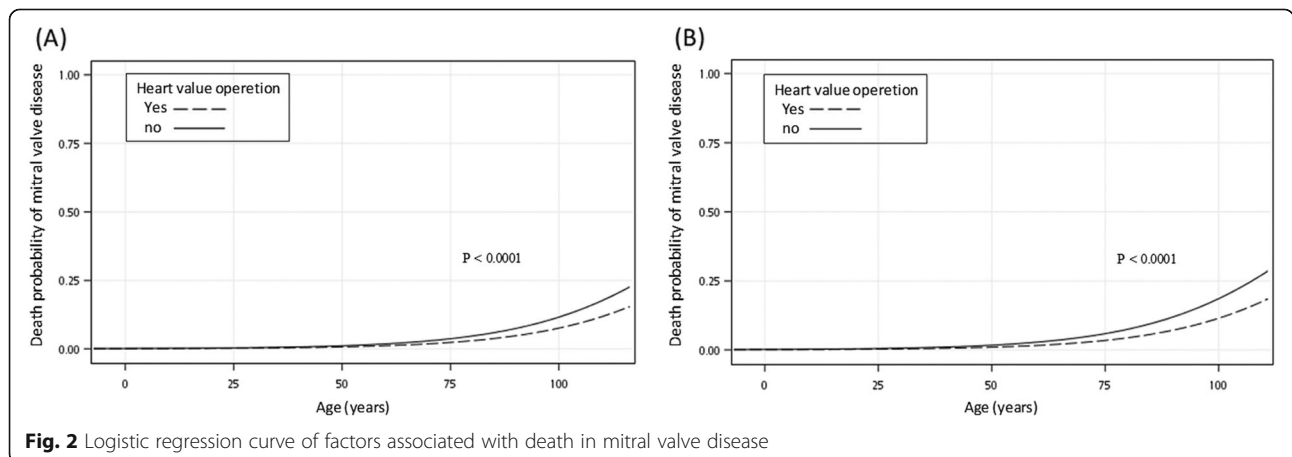 (A)
Death probability of mitral valve disease
1.00
0.75
0.50
0.25
0.00
Heart value operetion
Yes
no
P < 0.0001
0 25 50 75 100
Age (years)
(B)
Death probability of mitral valve disease
1.00
0.75
0.50
0.25
0.00
Heart value operetion
Yes
no
P < 0.0001
0 25 50 75 100
Age (years)
Fig. 2 Logistic regression curve of factors associated with death in mitral valve disease